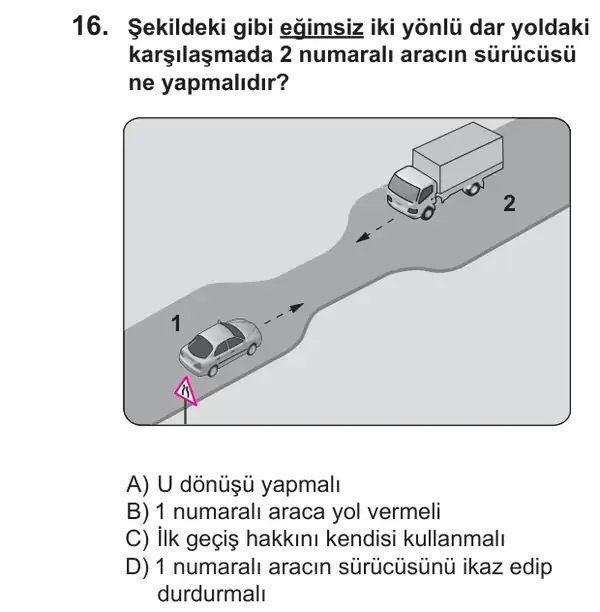 16. Şekildeki gibi eğimsiz iki yönlü dar yoldaki
karşılaşmada 2 numaralı aracın sürücüsü
ne yapmalıdır?
2
1
A) U dönüşü yapmalı
B) 1 numaralı araca yol vermeli
C) İlk geçiş hakkını kendisi kullanmalı
D) 1 numaralı aracın sürücüsünü ikaz edip
durdurmalı